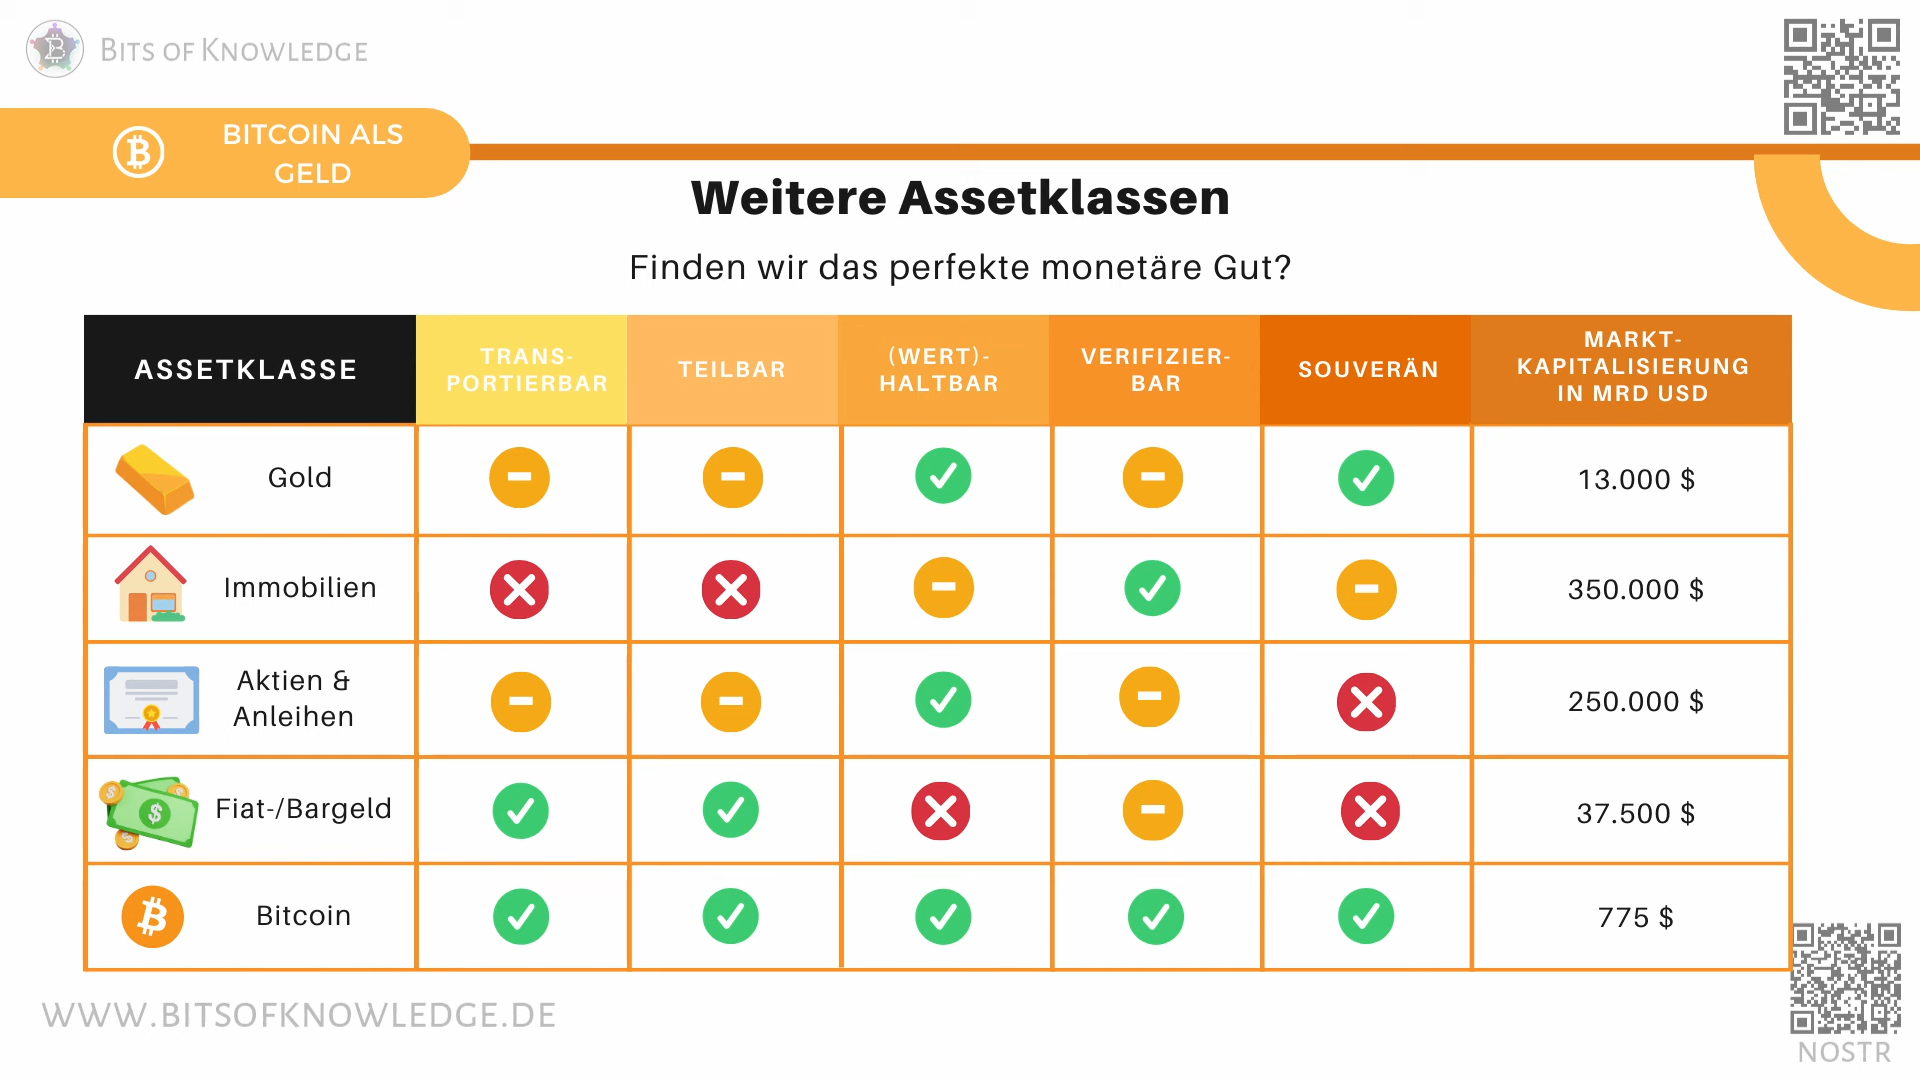 BITS OF KNOWLEDGE
BITCOIN ALS
GELD
Weitere Assetklassen
Finden wir das perfekte monetäre Gut?
ASSETKLASSE
TRANS-
PORTIERBAR
TEILBAR
(WERT)-
HALTBAR
VERIFIZIER-
BAR
SOUVERÄN
MARKT-
KAPITALISIERUNG
IN MRD USD
Gold
13.000 $
Immobilien
350.000 $
Aktien &
Anleihen
250.000 $
Fiat-/Bargeld
37.500 $
Bitcoin
775 $
WWW.BITSOFKNOWLEDGE.DE
NOSTR